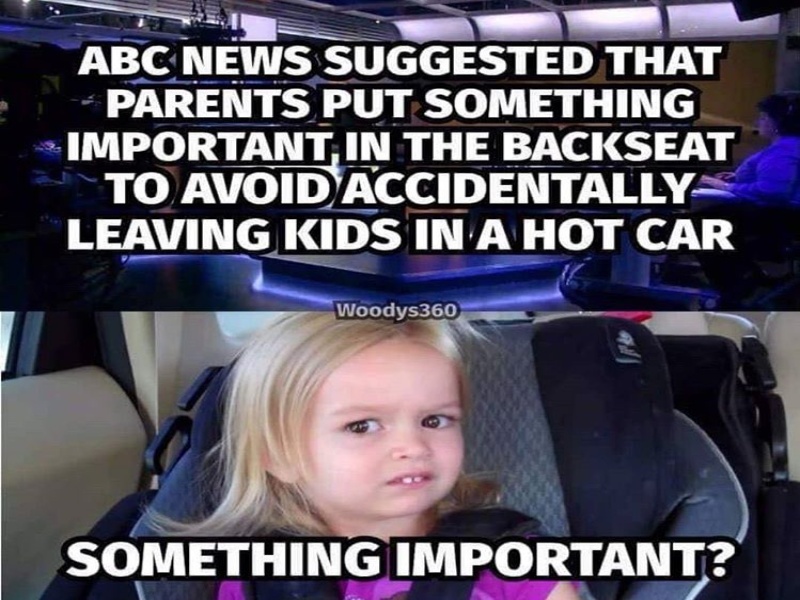 ABC NEWS SUGGESTED THAT
PARENTS PUT SOMETHING
IMPORTANT IN THE BACKSEAT
TO AVOID ACCIDENTALLY
LEAVING KIDS IN A HOT CAR
Woodys360
SOMETHING IMPORTANT?